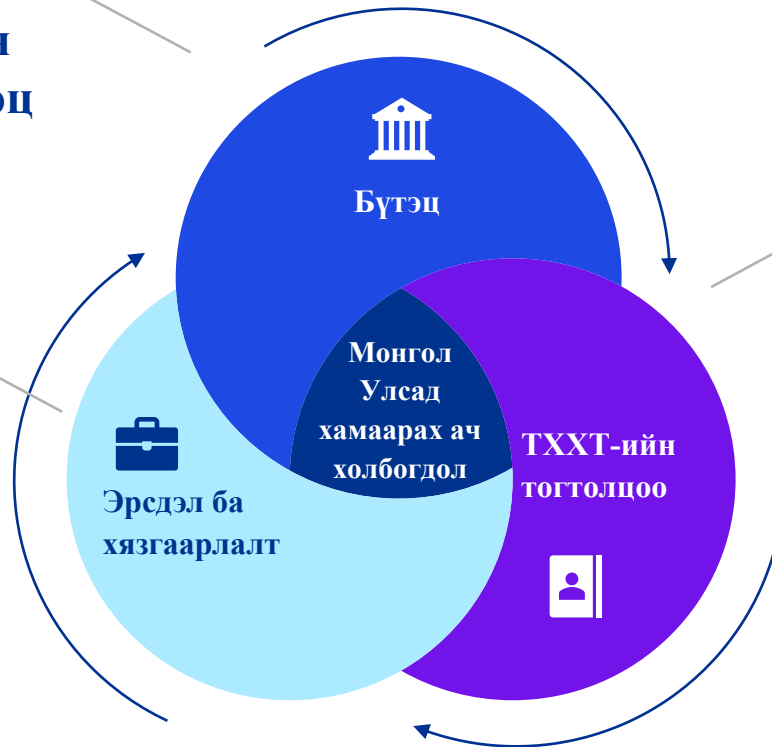 Бүтэц
Монгол
Улсад
хамаарах ач
холбогдол
ТХХТ-ийн
тогтолцоо
Эрсдэл ба
хязгаарлалт